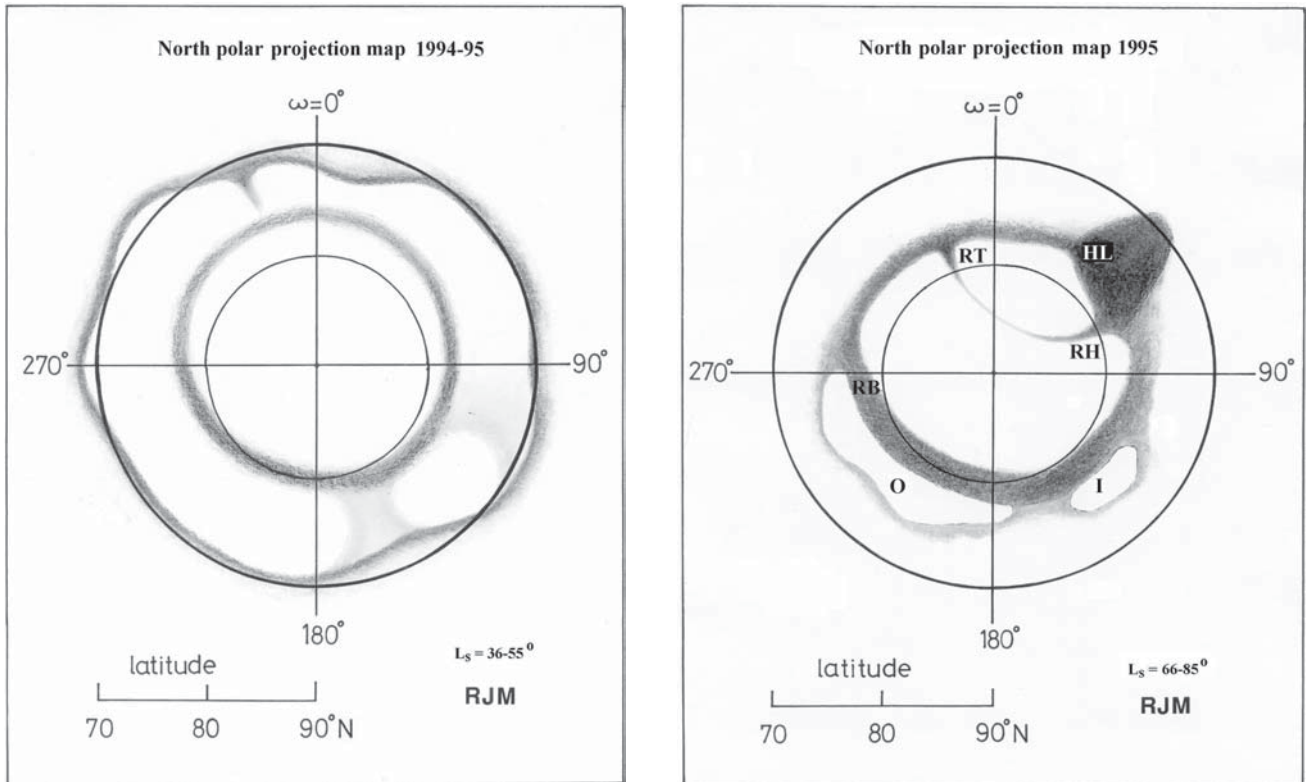 North polar projection map 1994-95
ω=0°
270°
90°
180°
latitude
Ls = 36-55°
RJM
70
80
90°N
North polar projection map 1995
ω=0°
RT
HL
RH
270°
RB
90°
O
I
180°
latitude
Ls = 66-85°
RJM
70
80
90°N